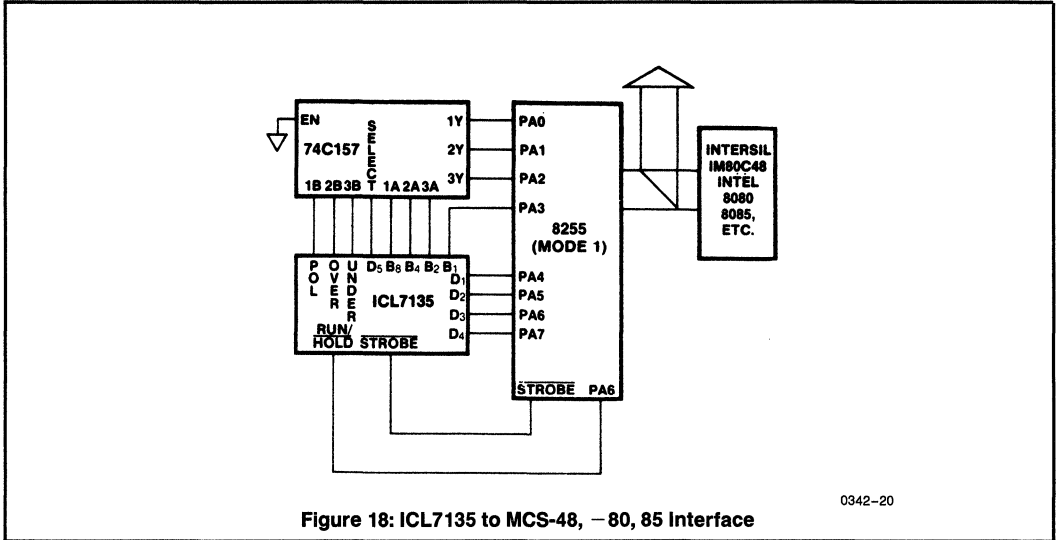 EN
SELECT
1Y
PA0
74C157
2Y
PA1
3Y
PA2
1B 2B 3B
1A 2A 3A
PA3
INTERSIL
IM80C48
INTEL
8080
8085,
ETC.
8255
(MODE 1)
POL
OVER
UNDER
D5 B8 B4 B2 B1
ICL7135
D1
PA4
D2
PA5
D3
PA6
D4
PA7
RUN/
HOLD
STROBE
STROBE
PA6
0342–20
Figure 18: ICL7135 to MCS-48, –80, 85 Interface